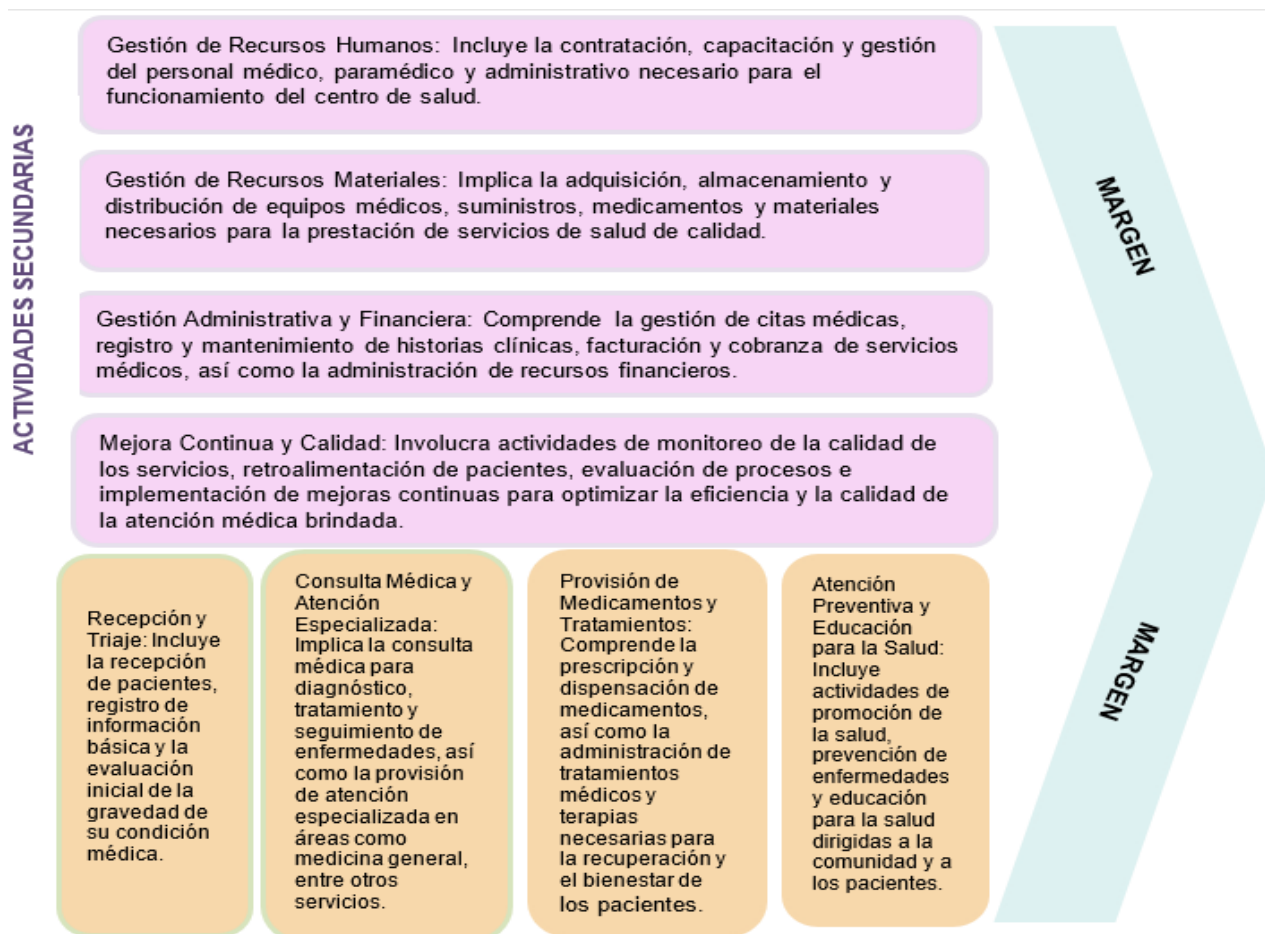 ACTIVIDADES SECUNDARIAS
Gestión de Recursos Humanos: Incluye la contratación, capacitación y gestión
del personal médico, paramédico y administrativo necesario para el
funcionamiento del centro de salud.
Gestión de Recursos Materiales: Implica la adquisición, almacenamiento y
distribución de equipos médicos, suministros, medicamentos y materiales
necesarios para la prestación de servicios de salud de calidad.
Gestión Administrativa y Financiera: Comprende la gestión de citas médicas,
registro y mantenimiento de historias clínicas, facturación y cobranza de servicios
médicos, así como la administración de recursos financieros.
Mejora Continua y Calidad: Involucra actividades de monitoreo de la calidad de
los servicios, retroalimentación de pacientes, evaluación de procesos e
implementación de mejoras continuas para optimizar la eficiencia y la calidad de
la atención médica brindada.
Recepción y
Triaje: Incluye
la recepción
de pacientes,
registro de
información
básica y la
evaluación
inicial de la
gravedad de
su condición
médica.
Consulta Médica y
Atención
Especializada:
Implica la consulta
médica para
diagnóstico,
tratamiento y
seguimiento de
enfermedades, así
como la provisión
de atención
especializada en
áreas como
medicina general,
entre otros
servicios.
Provisión de
Medicamentos y
Tratamientos:
Comprende la
prescripción y
dispensación de
medicamentos,
así como la
administración de
tratamientos
médicos y
terapias
necesarias para
la recuperación y
el bienestar de
los pacientes.
Atención
Preventiva y
Educación
para la Salud:
Incluye
actividades de
promoción de
la salud,
prevención de
enfermedades
y educación
para la salud
dirigidas a la
comunidad y a
los pacientes.
MARGEN
MARGEN